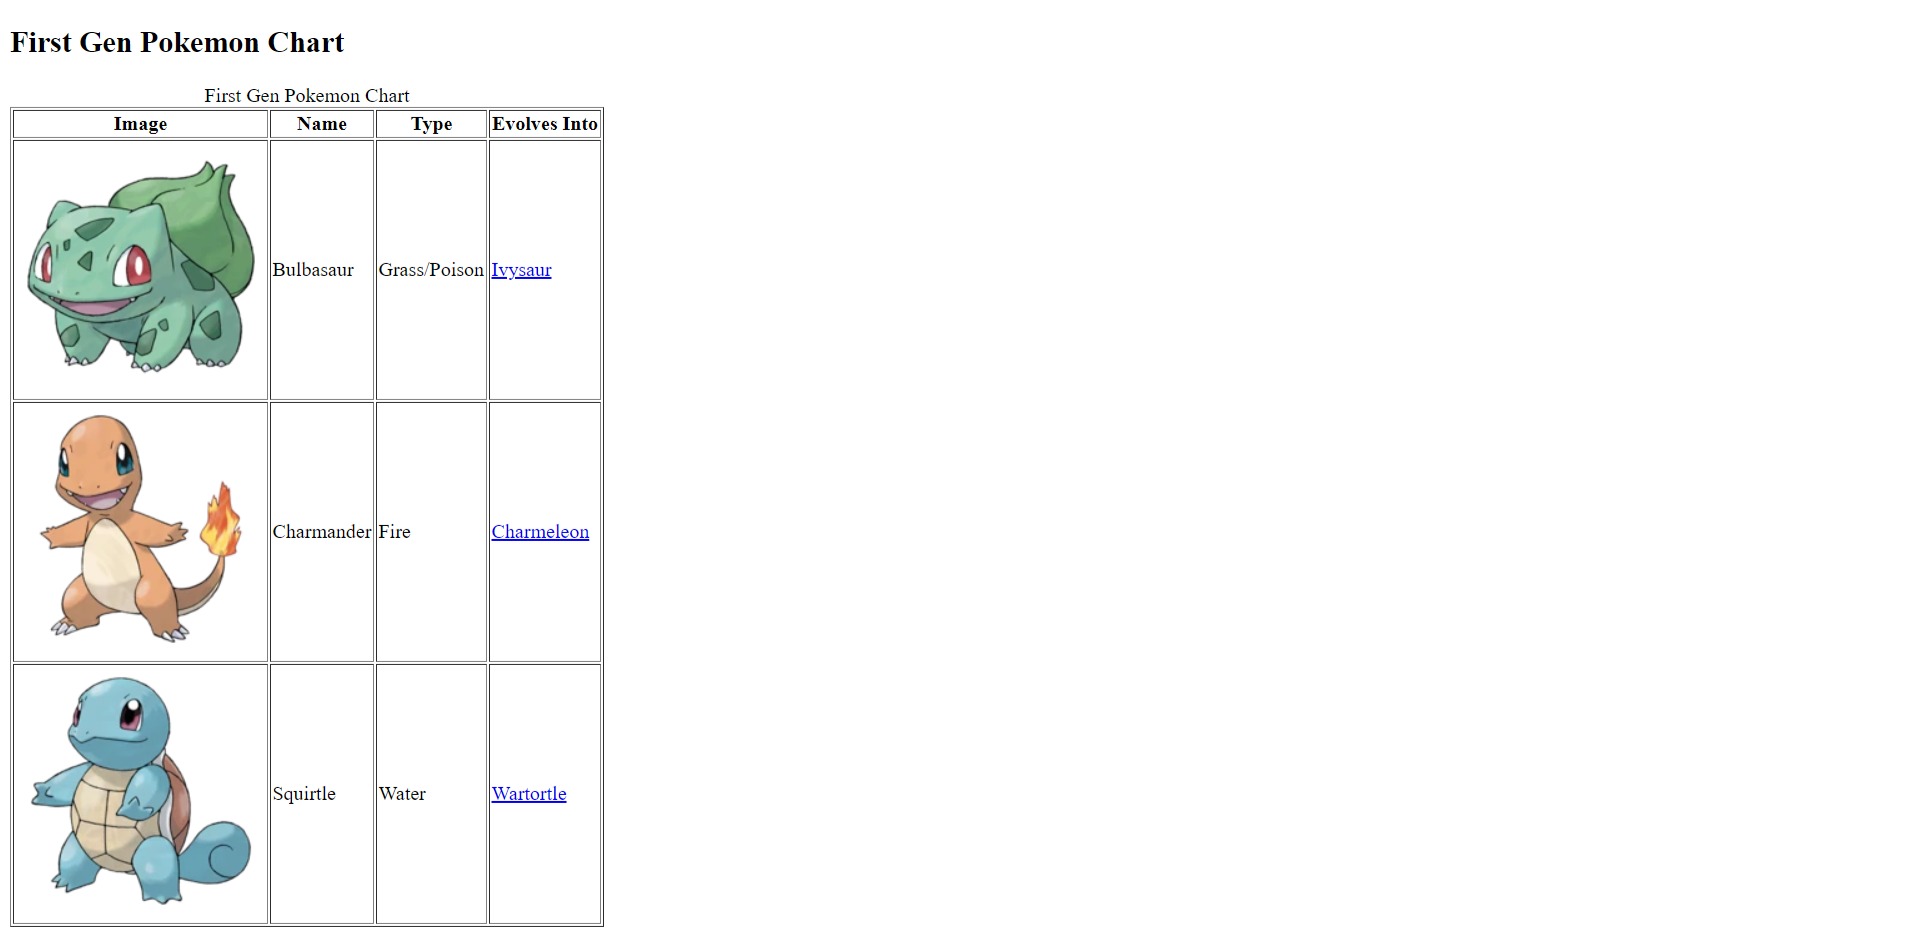 First Gen Pokemon Chart
First Gen Pokemon Chart
Image Name Type Evolves Into
Bulbasaur Grass/Poison Ivysaur
Charmander Fire Charmeleon
Squirtle Water Wartortle